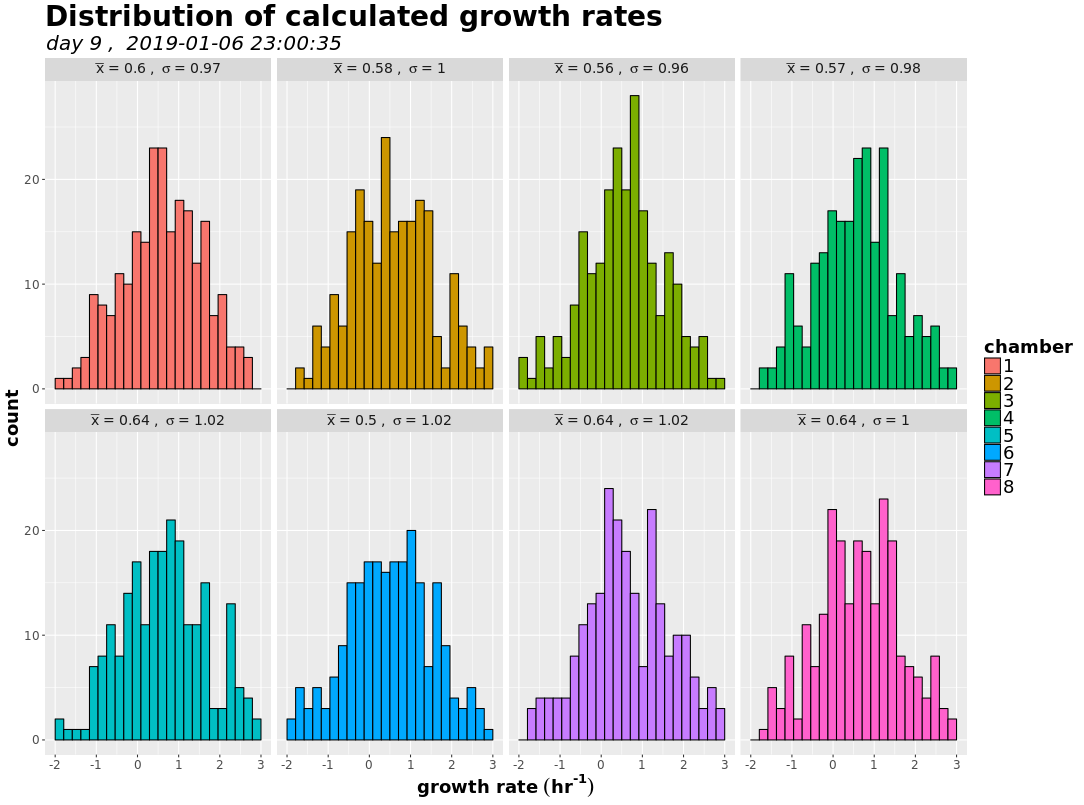 Distribution of calculated growth rates
day 9 ,  2019-01-06 23:00:35
x̅ = 0.6 ,  σ = 0.97
x̅ = 0.58 ,  σ = 1
x̅ = 0.56 ,  σ = 0.96
x̅ = 0.57 ,  σ = 0.98
20
10
0
x̅ = 0.64 ,  σ = 1.02
x̅ = 0.5 ,  σ = 1.02
x̅ = 0.64 ,  σ = 1.02
x̅ = 0.64 ,  σ = 1
20
10
0
-2 -1 0 1 2 3
-2 -1 0 1 2 3
-2 -1 0 1 2 3
-2 -1 0 1 2 3
count
growth rate (hr⁻¹)
chamber
1
2
3
4
5
6
7
8